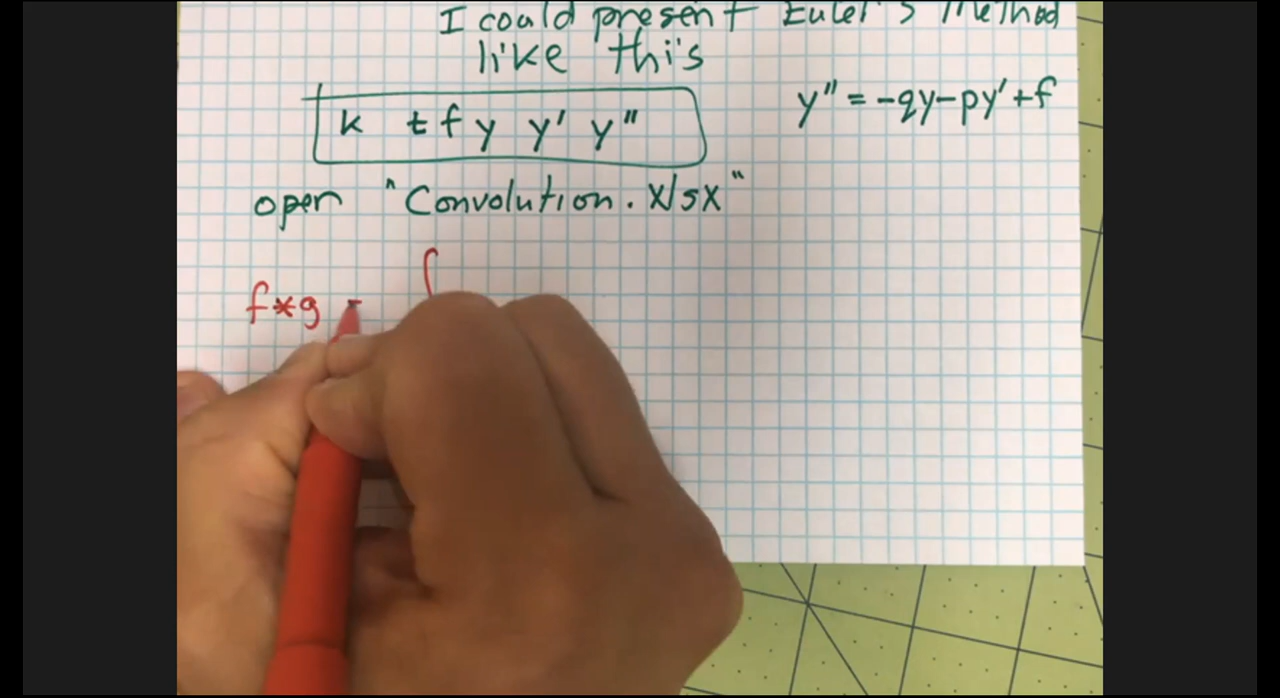 I could present Euler's Method
like this
k t f y y' y"
y" = -qy-py'+f
open "Convolution.xlsx"
f*g - ∫